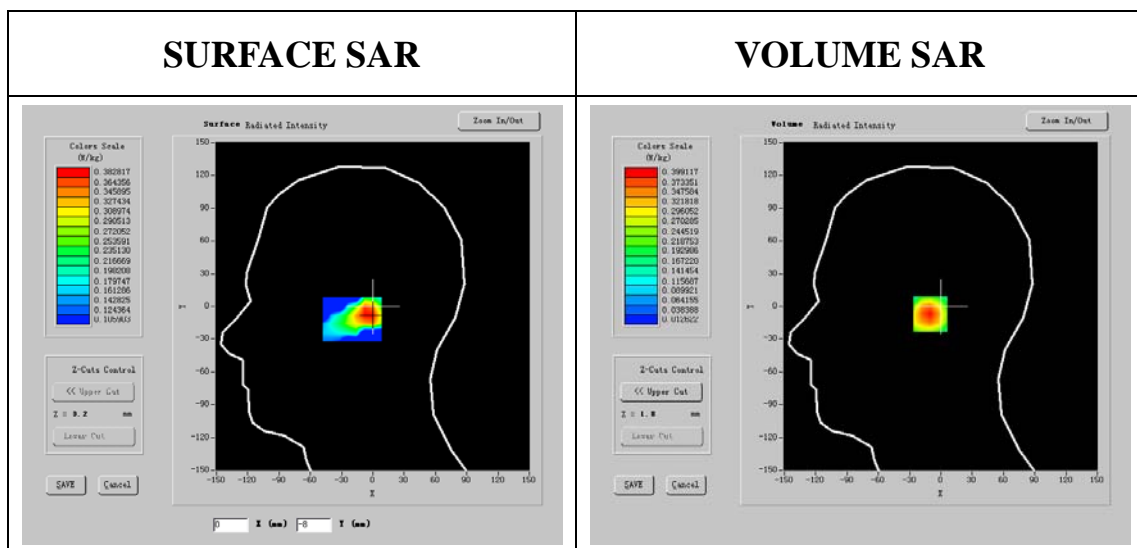 SURFACE SAR
VOLUME SAR
Surface Radiated Intensity
Zoom In/Out
Colors Scale
(W/kg)
0.382817
0.364356
0.345895
0.327434
0.308974
0.290513
0.272052
0.253591
0.235130
0.216669
0.198208
0.179747
0.161286
0.142825
0.124364
0.105903
150
120
90
60
30
0
-30
-60
-90
-120
-150
Y
-150 -120 -90 -60 -30 0 30 60 90 120 150
X
Z-Cuts Control
<< Upper Cut
Z = 0.2 mm
Lower Cut
SAVE Cancel
0 X (mm) -8 Y (mm)
Volume Radiated Intensity
Zoom In/Out
Colors Scale
(W/kg)
0.399117
0.373351
0.347584
0.321818
0.296052
0.270285
0.244519
0.218753
0.192986
0.167220
0.141454
0.115687
0.089921
0.064155
0.038388
0.012622
150
120
90
60
30
0
-30
-60
-90
-120
-150
Y
-150 -120 -90 -60 -30 0 30 60 90 120 150
X
Z-Cuts Control
<< Upper Cut
Z = 1.8 mm
Lower Cut
SAVE Cancel